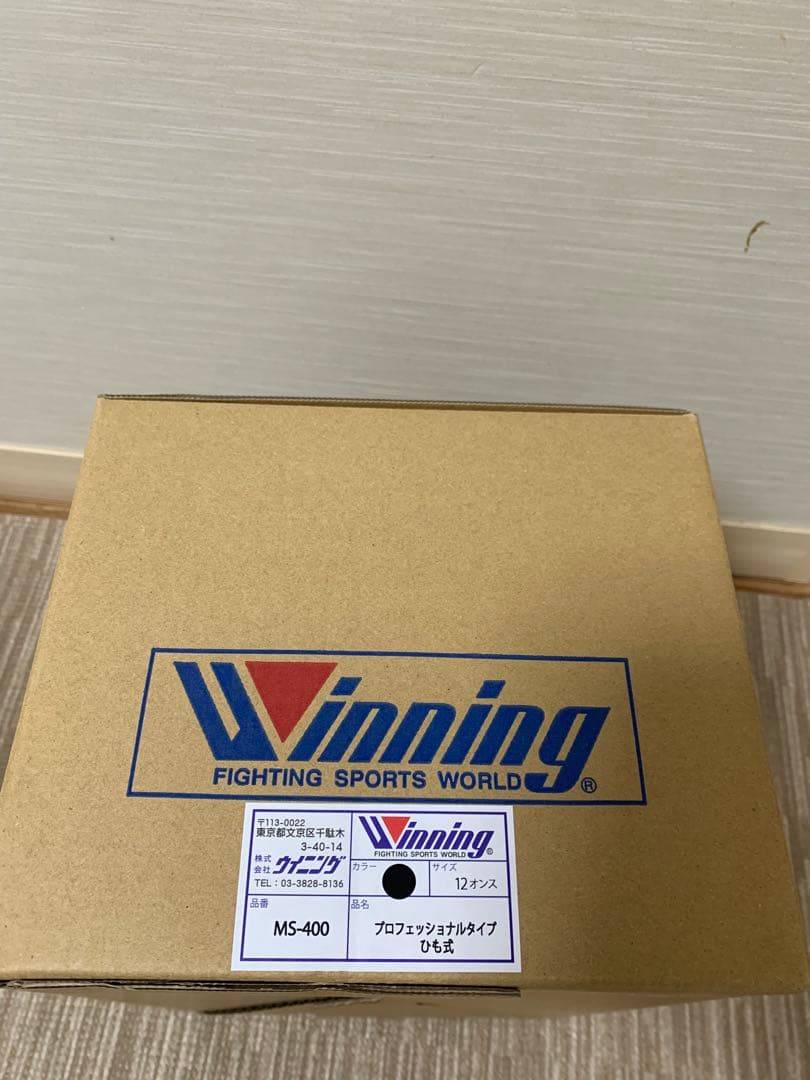 Winning
FIGHTING SPORTS WORLD®
〒113-0022
東京都文京区千駄木
3-40-14
株式会社 ウイニング
TEL：03-3828-8136
Winning
FIGHTING SPORTS WORLD®
カラー
サイズ
12オンス
品番
MS-400
品名
プロフェッショナルタイプ
ひも式